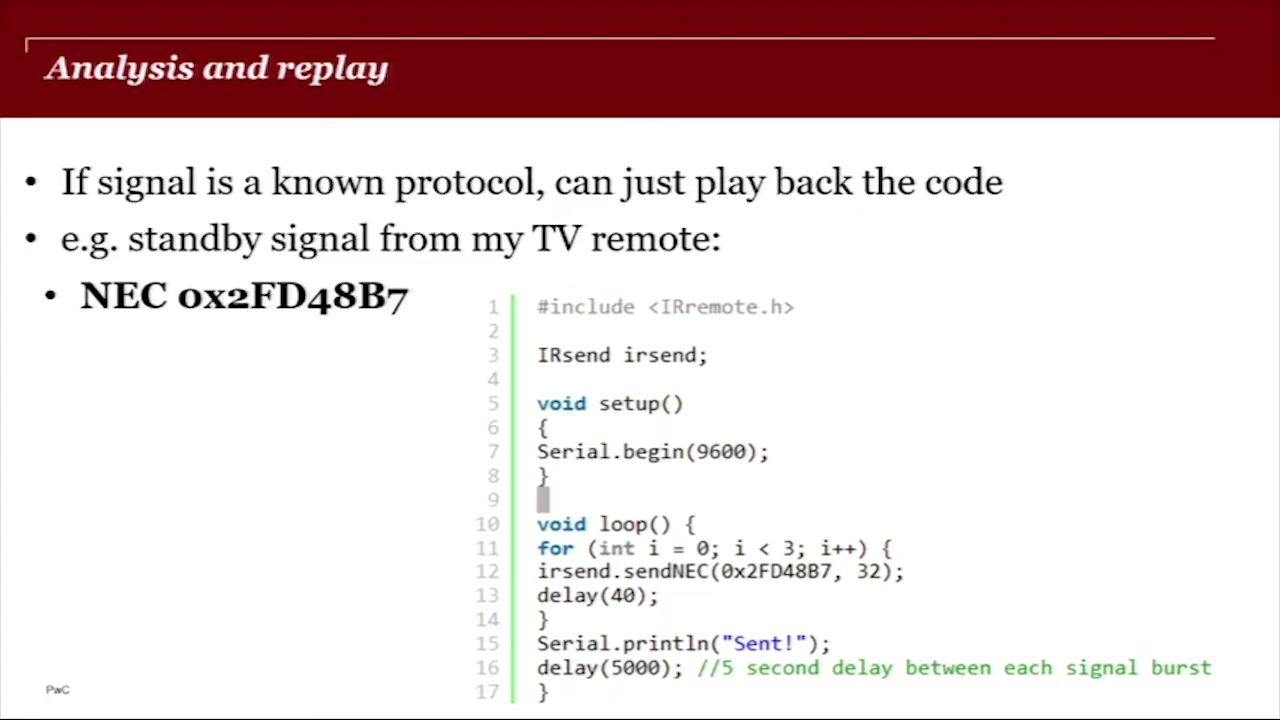 Analysis and replay
• If signal is a known protocol, can just play back the code
• e.g. standby signal from my TV remote:
• NEC 0x2FD48B7
1 #include <IRremote.h>
2
3 IRsend irsend;
4
5 void setup()
6 {
7 Serial.begin(9600);
8 }
9
10 void loop() {
11 for (int i = 0; i < 3; i++) {
12 irsend.sendNEC(0x2FD48B7, 32);
13 delay(40);
14 }
15 Serial.println("Sent!");
16 delay(5000); //5 second delay between each signal burst
17 }
PwC